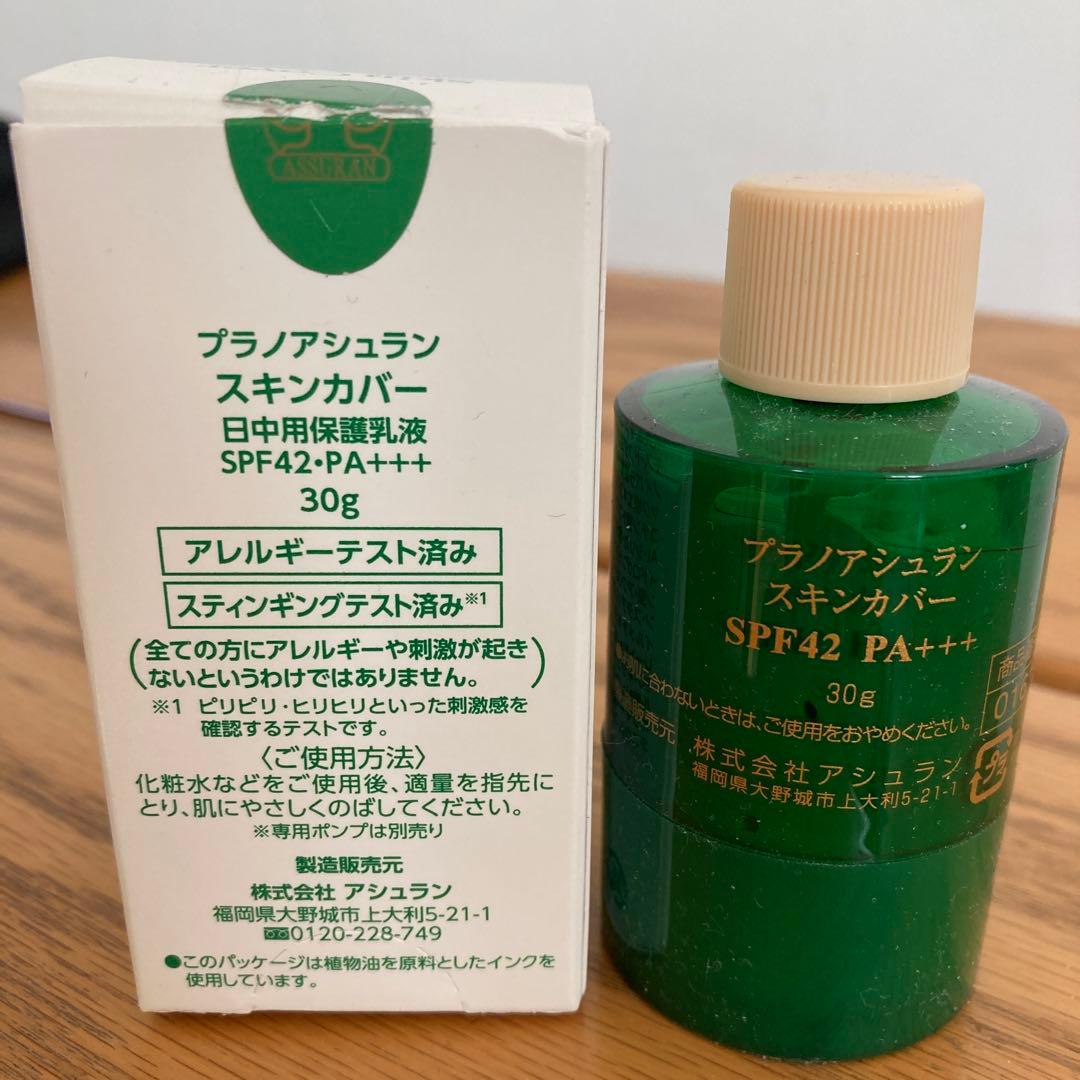 ASSURAN
プラノアシュラン
スキンカバー
日中用保護乳液
SPF42・PA+++
30g
アレルギーテスト済み
スティンギングテスト済み※1
(全ての方にアレルギーや刺激が起き
ないというわけではありません。)
※1 ピリピリ・ヒリヒリといった刺激感を
確認するテストです。
〈ご使用方法〉
化粧水などをご使用後、適量を指先に
とり、肌にやさしくのばしてください。
※専用ポンプは別売り
製造販売元
株式会社 アシュラン
福岡県大野城市上大利5-21-1
0120-228-749
●このパッケージは植物油を原料としたインクを
使用しています。
プラノアシュラン
スキンカバー
SPF42 PA+++
30g
●お肌に合わないときは、ご使用をおやめください。
販売元 株式会社アシュラン
福岡県大野城市上大利5-21-1
商品
016
プラ